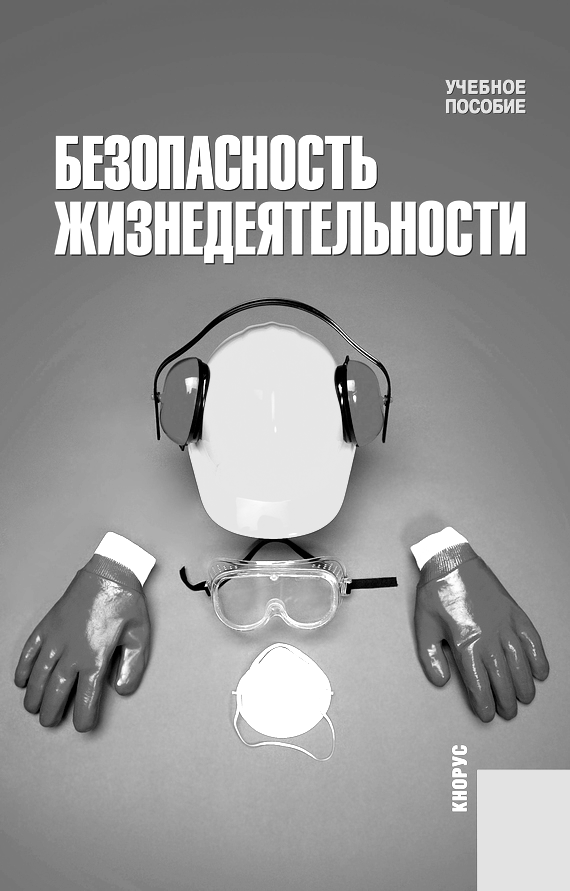 УЧЕБНОЕ
ПОСОБИЕ
БЕЗОПАСНОСТЬ
ЖИЗНЕДЕЯТЕЛЬНОСТИ
КНОРУС